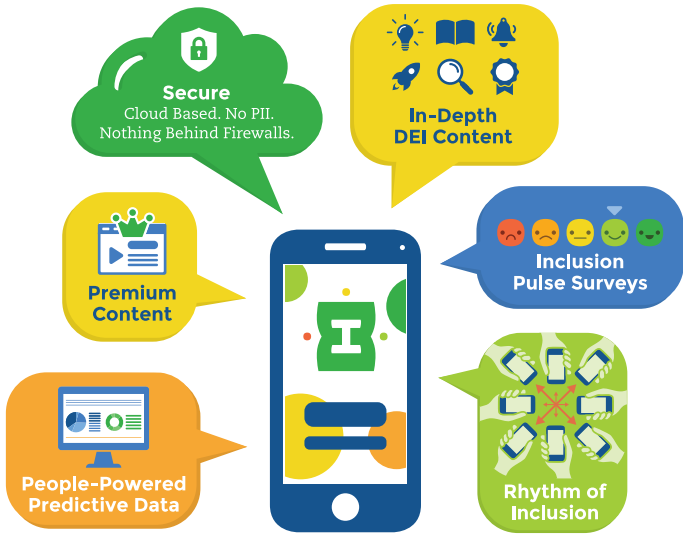 Secure
Cloud Based. No PII.
Nothing Behind Firewalls.
In-Depth
DEI Content
Premium
Content
Inclusion
Pulse Surveys
I
People-Powered
Predictive Data
Rhythm of
Inclusion